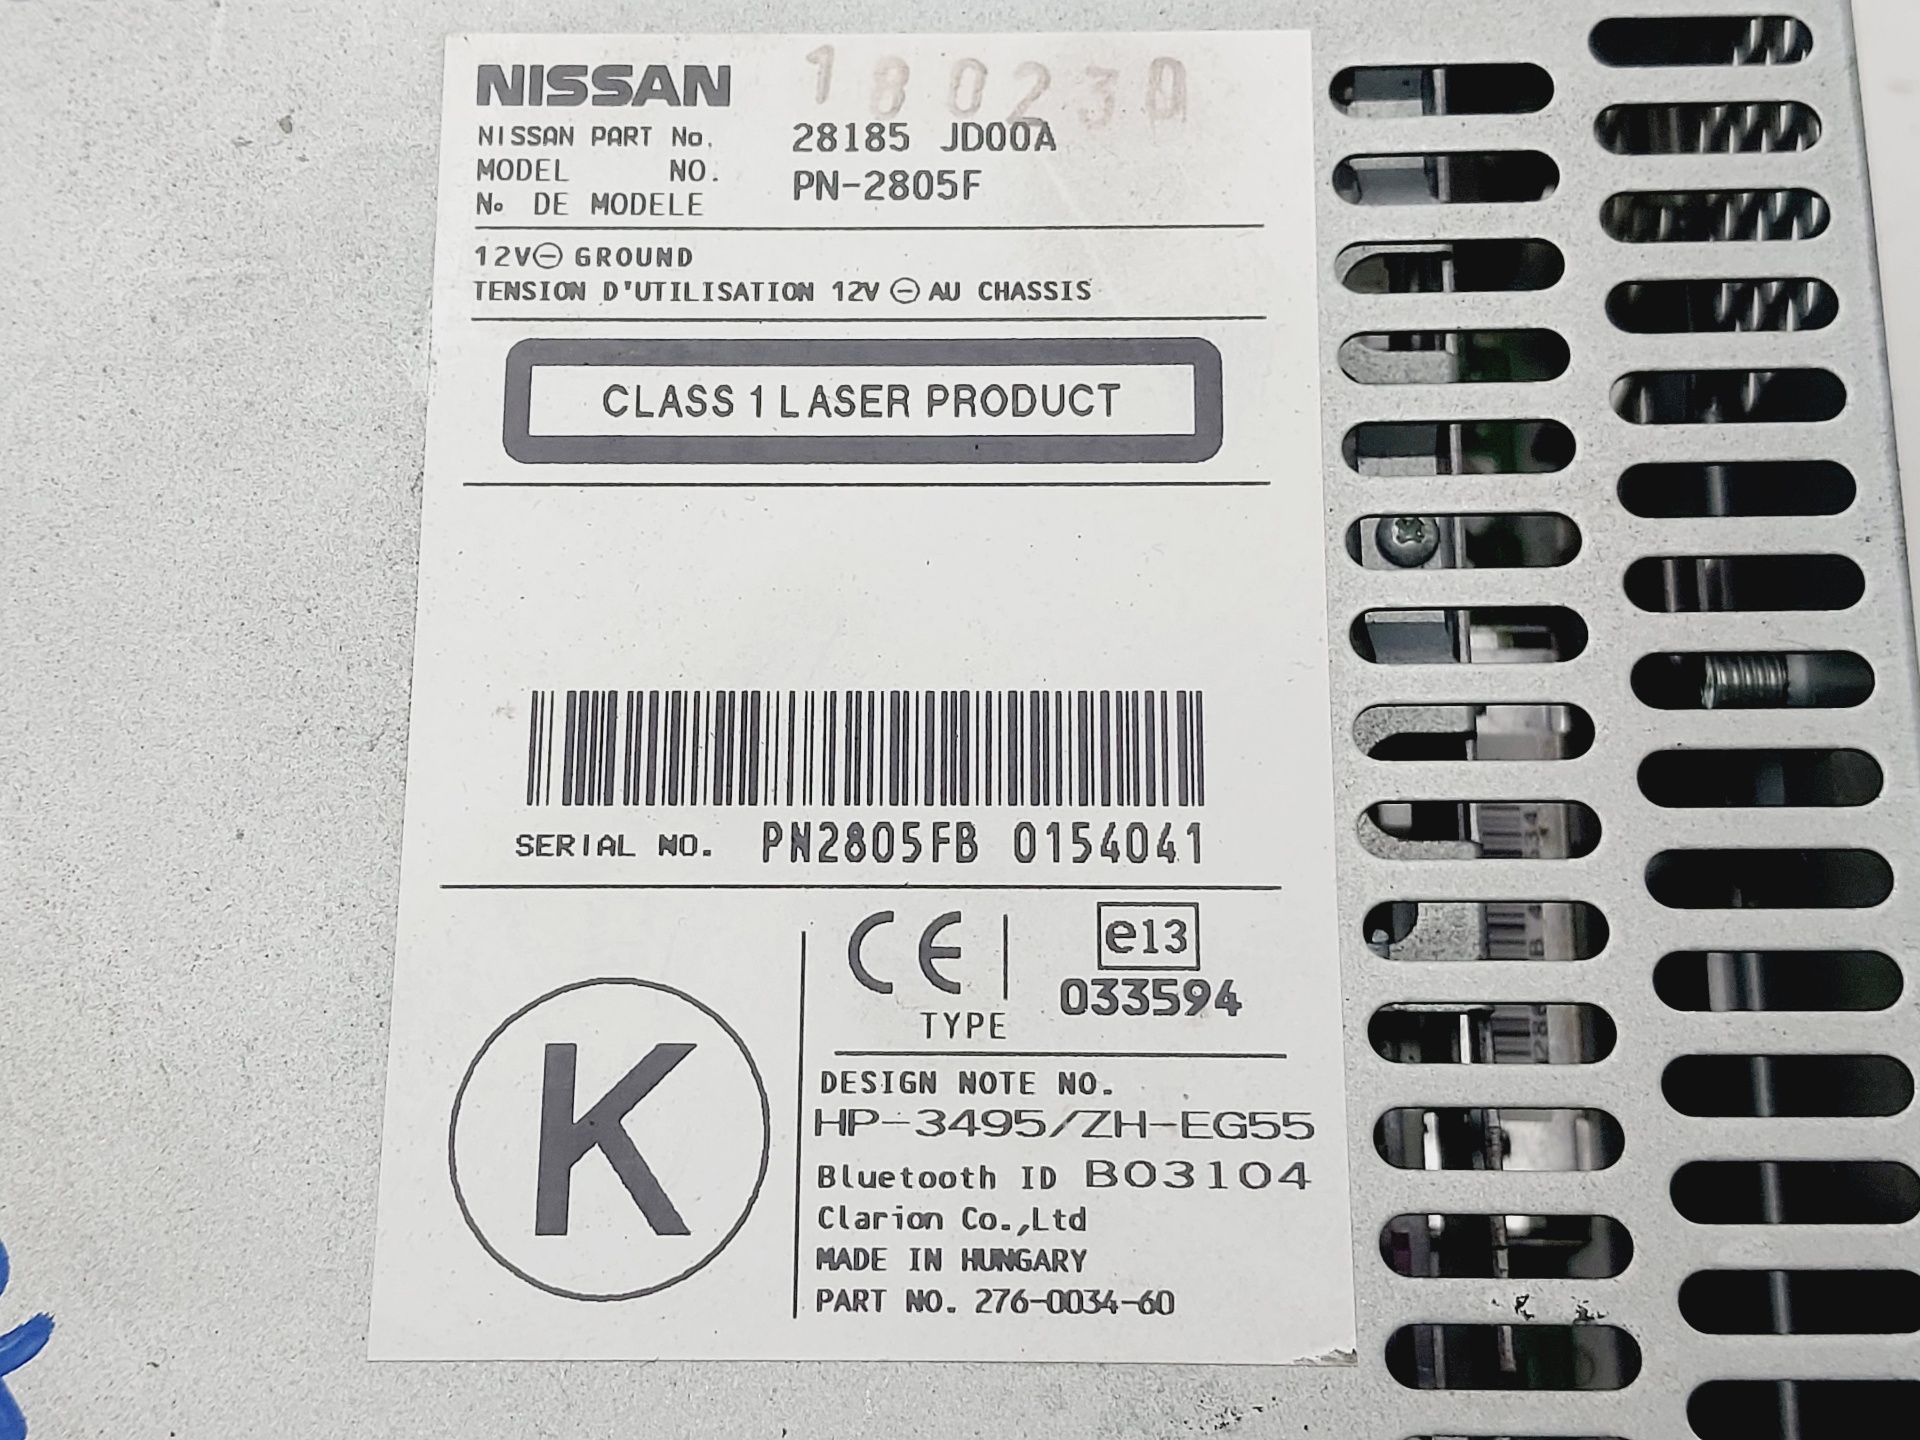 NISSAN 180230
NISSAN PART No. 28185 JD00A
MODEL NO. PN-2805F
No DE MODELE
12V⊖ GROUND
TENSION D'UTILISATION 12V ⊖ AU CHASSIS
CLASS 1 LASER PRODUCT
SERIAL NO. PN2805FB 0154041
CE e13
033594
TYPE
K
DESIGN NOTE NO.
HP-3495/ZH-EG55
Bluetooth ID B03104
Clarion Co.,Ltd
MADE IN HUNGARY
PART NO. 276-0034-60